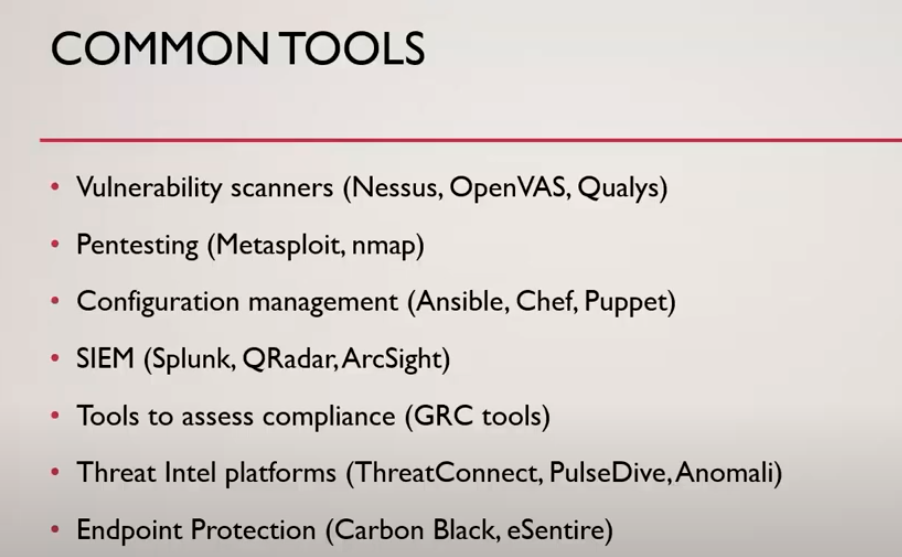 COMMON TOOLS
• Vulnerability scanners (Nessus, OpenVAS, Qualys)
• Pentesting (Metasploit, nmap)
• Configuration management (Ansible, Chef, Puppet)
• SIEM (Splunk, QRadar, ArcSight)
• Tools to assess compliance (GRC tools)
• Threat Intel platforms (ThreatConnect, PulseDive, Anomali)
• Endpoint Protection (Carbon Black, eSentire)